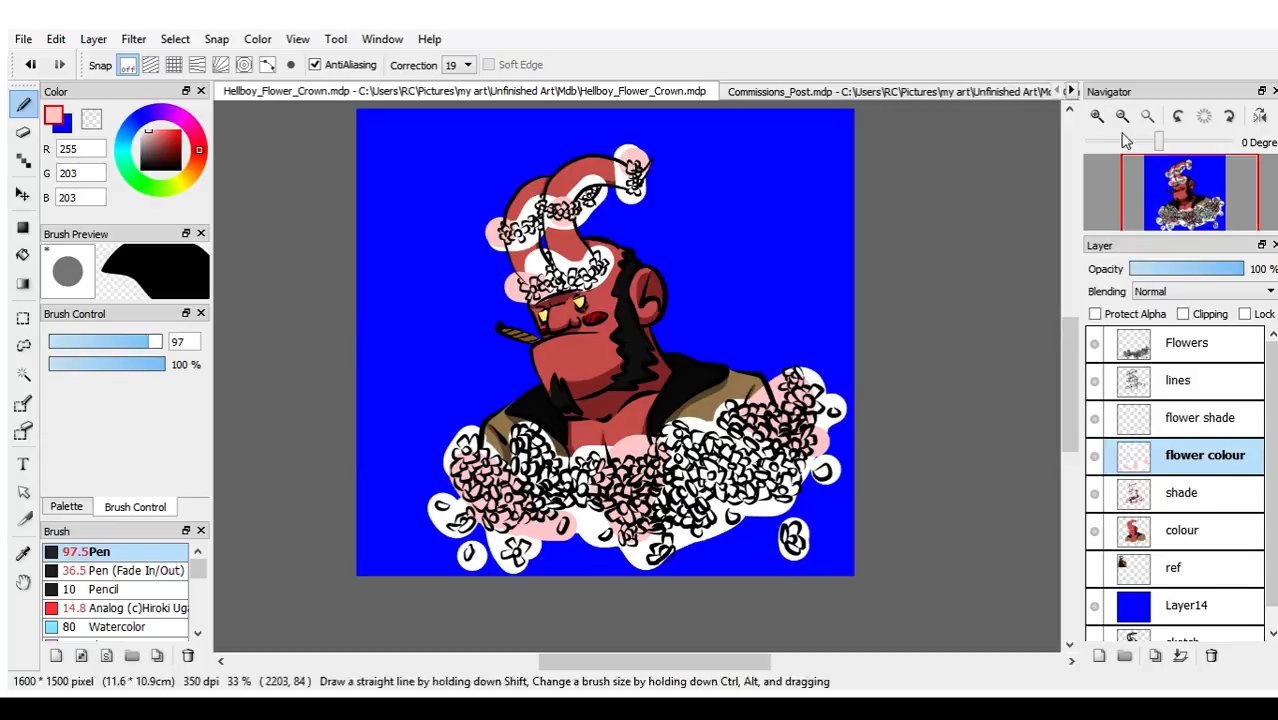 File Edit Layer Filter Select Snap Color View Tool Window Help
Snap off AntiAliasing Correction 19 Soft Edge
Color
Hellboy_Flower_Crown.mdp - C:\Users\RC\Pictures\my art\Unfinished Art\Mdb\Hellboy_Flower_Crown.mdp
Commissions_Post.mdp - C:\Users\RC\Pictures\my art\Unfinished Art\Mc
Navigator
R 255
G 203
B 203
0 Degre
Brush Preview
*
Layer
Opacity 100 %
Blending Normal
Protect Alpha Clipping Lock
Brush Control
97
100 %
Flowers
lines
flower shade
flower colour
shade
colour
ref
Layer14
sketch
Palette Brush Control
Brush
97.5 Pen
36.5 Pen (Fade In/Out)
10 Pencil
14.8 Analog (c)Hiroki Uga
80 Watercolor
1600 * 1500 pixel (11.6 * 10.9cm) 350 dpi 33 % ( 2203, 84 ) Draw a straight line by holding down Shift, Change a brush size by holding down Ctrl, Alt, and dragging